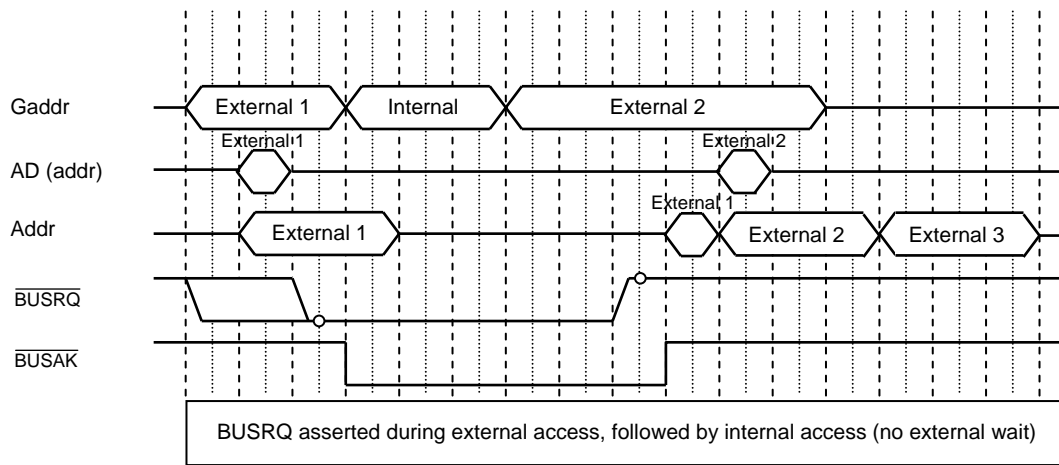 Gaddr External 1 Internal External 2
External 1 External 2
AD (addr)
External 1
Addr External 1 External 2 External 3
BUSRQ
BUSAK
BUSRQ asserted during external access, followed by internal access (no external wait)